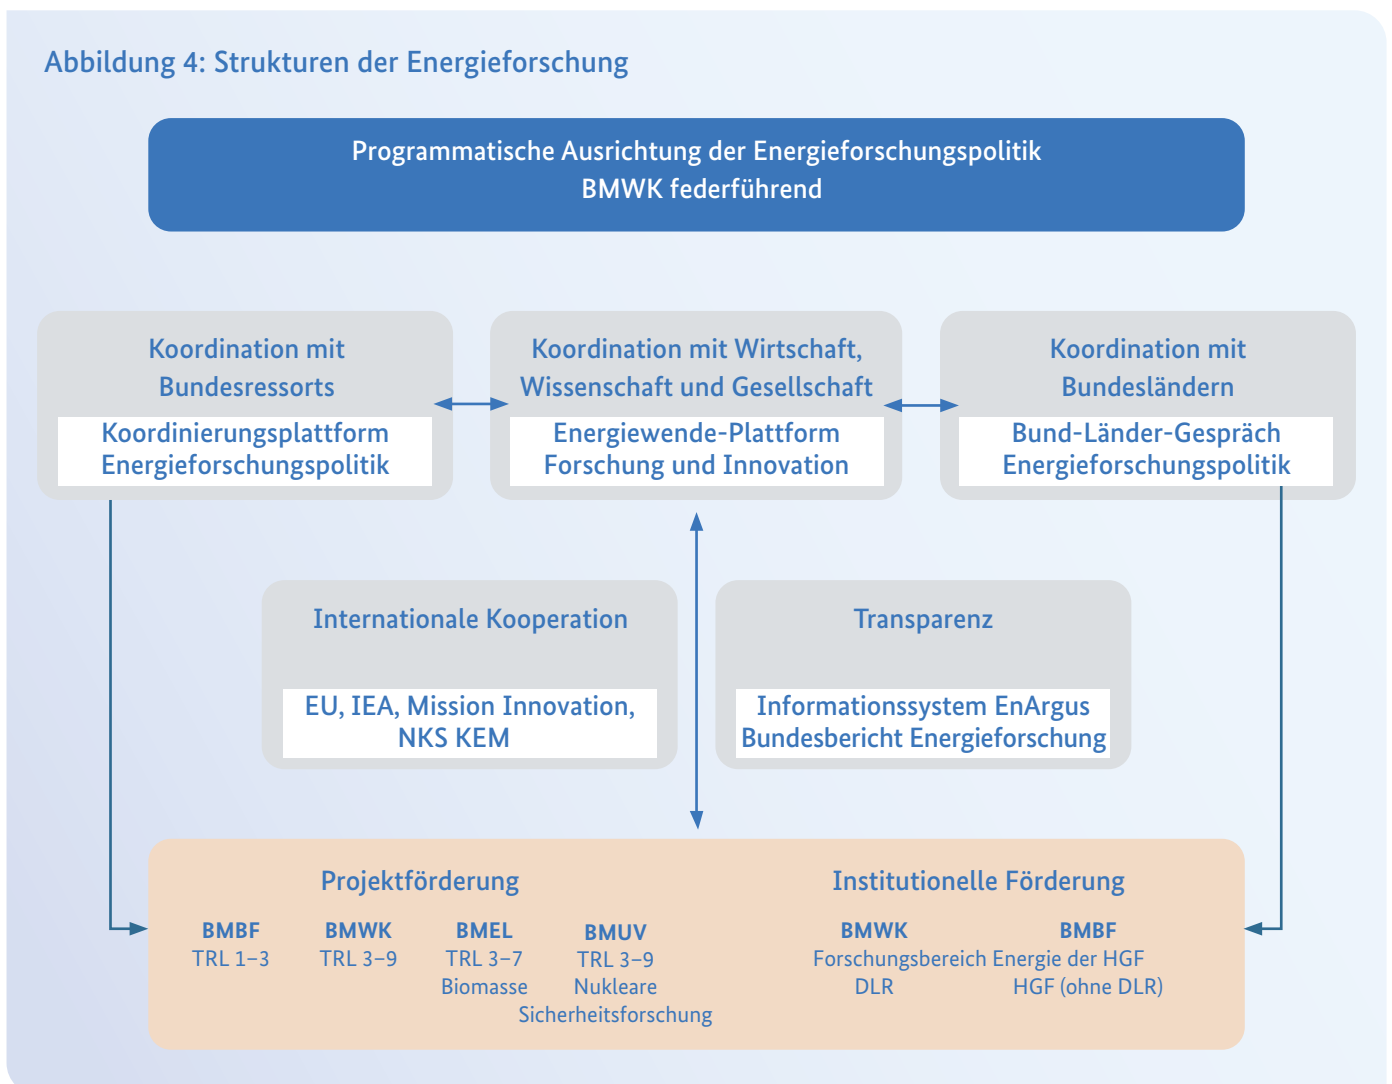 Abbildung 4: Strukturen der Energieforschung
Programmatische Ausrichtung der Energieforschungspolitik
BMWK federführend
Koordination mit
Bundesressorts
Koordinierungsplattform
Energieforschungspolitik
Koordination mit Wirtschaft,
Wissenschaft und Gesellschaft
Energiewende-Plattform
Forschung und Innovation
Koordination mit
Bundesländern
Bund-Länder-Gespräch
Energieforschungspolitik
Internationale Kooperation
EU, IEA, Mission Innovation,
NKS KEM
Transparenz
Informationssystem EnArgus
Bundesbericht Energieforschung
Projektförderung
BMBF
TRL 1–3
BMWK
TRL 3–9
BMEL
TRL 3–7
Biomasse
BMUV
TRL 3–9
Nukleare
Sicherheitsforschung
Institutionelle Förderung
BMWK BMBF
Forschungsbereich Energie der HGF
DLR HGF (ohne DLR)